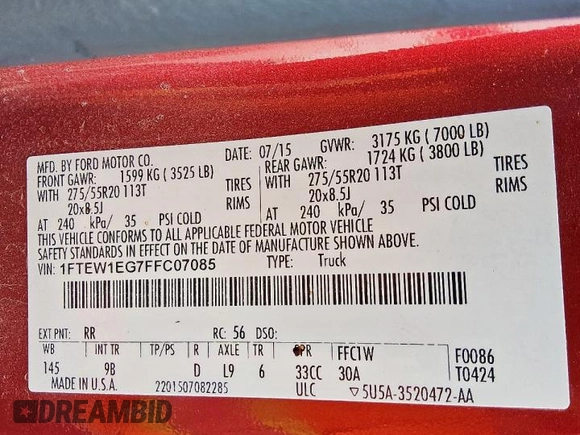 MFD. BY FORD MOTOR CO. DATE: 07/15 GVWR: 3175 KG ( 7000 LB)
FRONT GAWR: 1599 KG ( 3525 LB) REAR GAWR: 1724 KG ( 3800 LB)
WITH 275/55R20 113T TIRES WITH 275/55R20 113T TIRES
20x8.5J RIMS 20x8.5J RIMS
AT 240 kPa/ 35 PSI COLD AT 240 kPa/ 35 PSI COLD
THIS VEHICLE CONFORMS TO ALL APPLICABLE FEDERAL MOTOR VEHICLE
SAFETY STANDARDS IN EFFECT ON THE DATE OF MANUFACTURE SHOWN ABOVE.
VIN: 1FTEW1EG7FFC07085 TYPE: Truck
EXT PNT: RR RC: 56 DSO:
WB INT TR TP/PS R AXLE TR SPR FFC1W F0086
145 9B D L9 6 33CC 30A T0424
MADE IN U.S.A. 2201507082285 ULC ▽5U5A-3520472-AA
DREAMBID